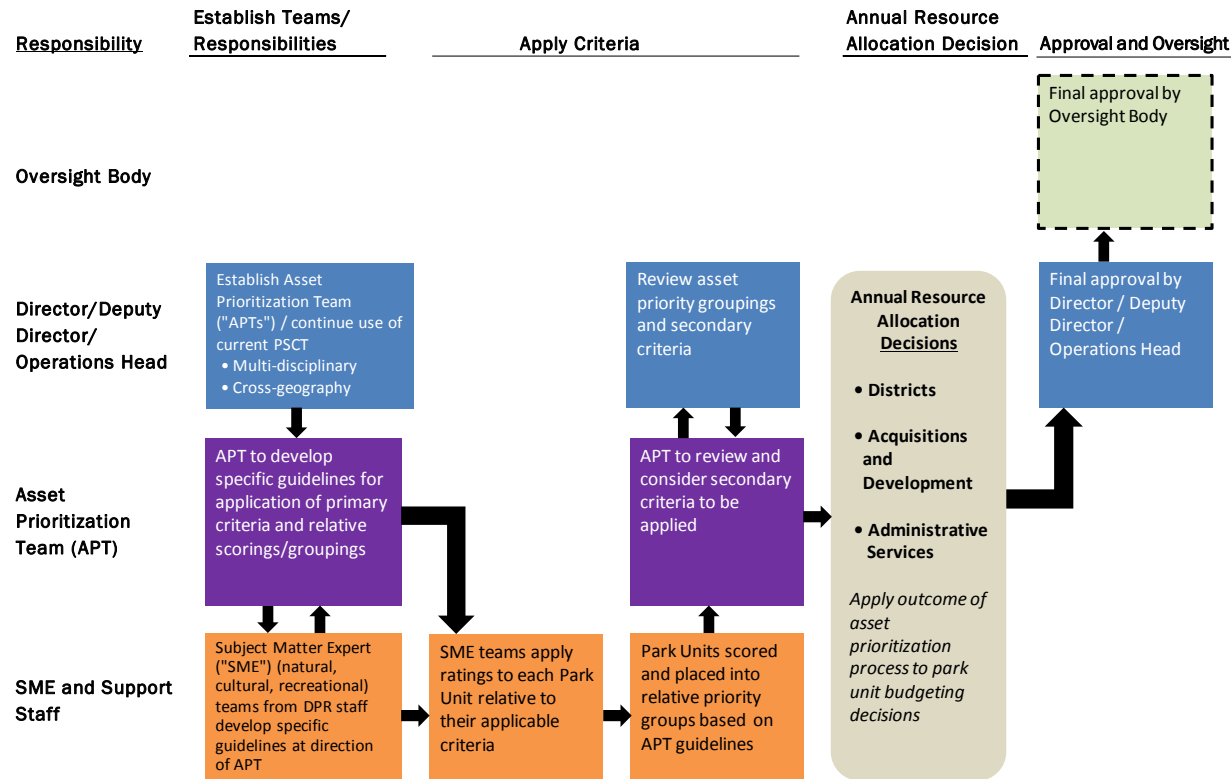 Responsibility
Establish Teams/
Responsibilities
Apply Criteria
Annual Resource
Allocation Decision
Approval and Oversight
Oversight Body
Final approval by
Oversight Body
Director/Deputy
Director/
Operations Head
Establish Asset
Prioritization Team
("APTs") / continue use of
current PSCT
• Multi-disciplinary
• Cross-geography
Review asset
priority groupings
and secondary
criteria
Annual Resource
Allocation
Decisions
• Districts
• Acquisitions
and
Development
• Administrative
Services
Apply outcome of
asset
prioritization
process to park
unit budgeting
decisions
Final approval by
Director / Deputy
Director /
Operations Head
Asset
Prioritization
Team (APT)
APT to develop
specific guidelines for
application of primary
criteria and relative
scorings/groupings
APT to review and
consider secondary
criteria to be
applied
SME and Support
Staff
Subject Matter Expert
("SME") (natural,
cultural, recreational)
teams from DPR staff
develop specific
guidelines at direction
of APT
SME teams apply
ratings to each Park
Unit relative to
their applicable
criteria
Park Units scored
and placed into
relative priority
groups based on
APT guidelines